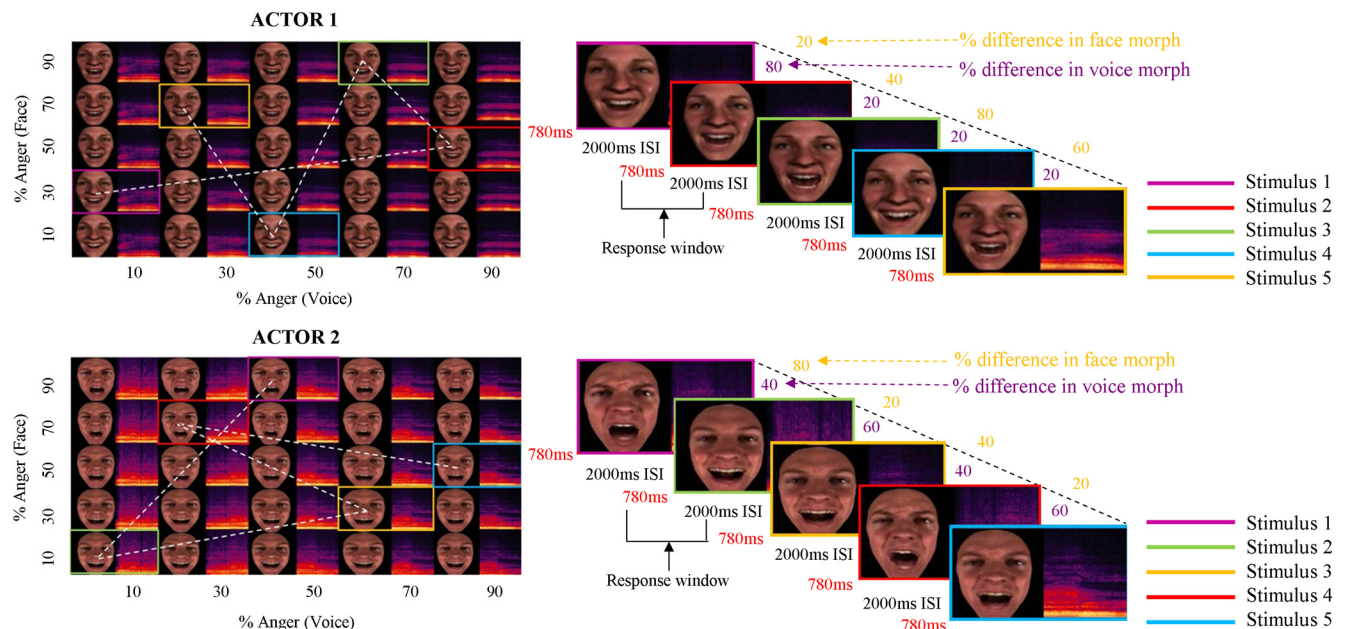 ACTOR 1
% Anger (Face)
90
70
50
30
10
10 30 50 70 90
% Anger (Voice)
20 % difference in face morph
80 % difference in voice morph
40
20
80
20
60
20
780ms
2000ms ISI
780ms
2000ms ISI
780ms
2000ms ISI
780ms
2000ms ISI
780ms
Response window
Stimulus 1
Stimulus 2
Stimulus 3
Stimulus 4
Stimulus 5
ACTOR 2
% Anger (Face)
90
70
50
30
10
10 30 50 70 90
% Anger (Voice)
80 % difference in face morph
40 % difference in voice morph
20
60
40
40
20
60
780ms
2000ms ISI
780ms
2000ms ISI
780ms
2000ms ISI
780ms
2000ms ISI
780ms
Response window
Stimulus 1
Stimulus 2
Stimulus 3
Stimulus 4
Stimulus 5